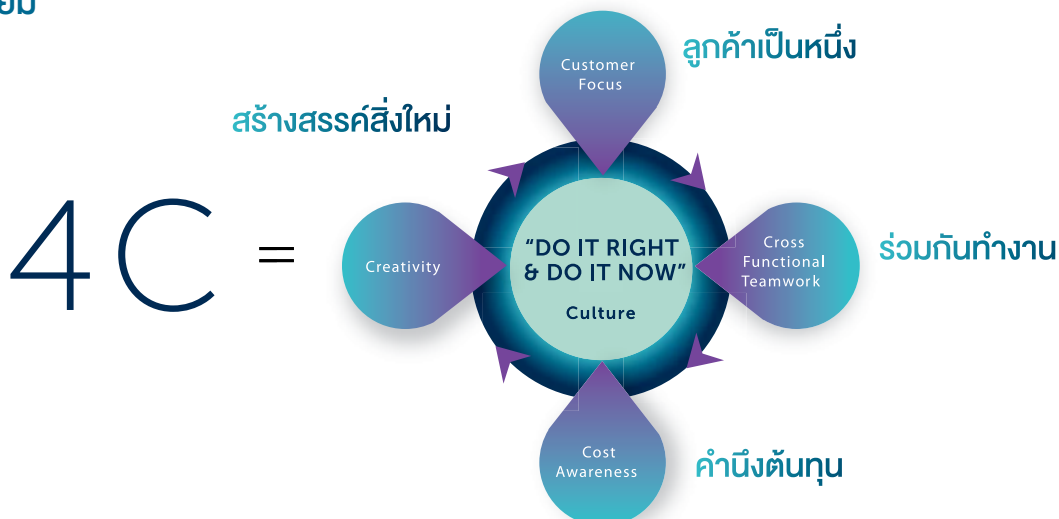 Customer
Focus
ลูกค้าเป็นหนึ่ง
สร้างสรรค์สิ่งใหม่
4C =
Creativity
"DO IT RIGHT
& DO IT NOW"
Culture
Cross
Functional
Teamwork
ร่วมกันทำงาน
Cost
Awareness
คำนึงต้นทุน